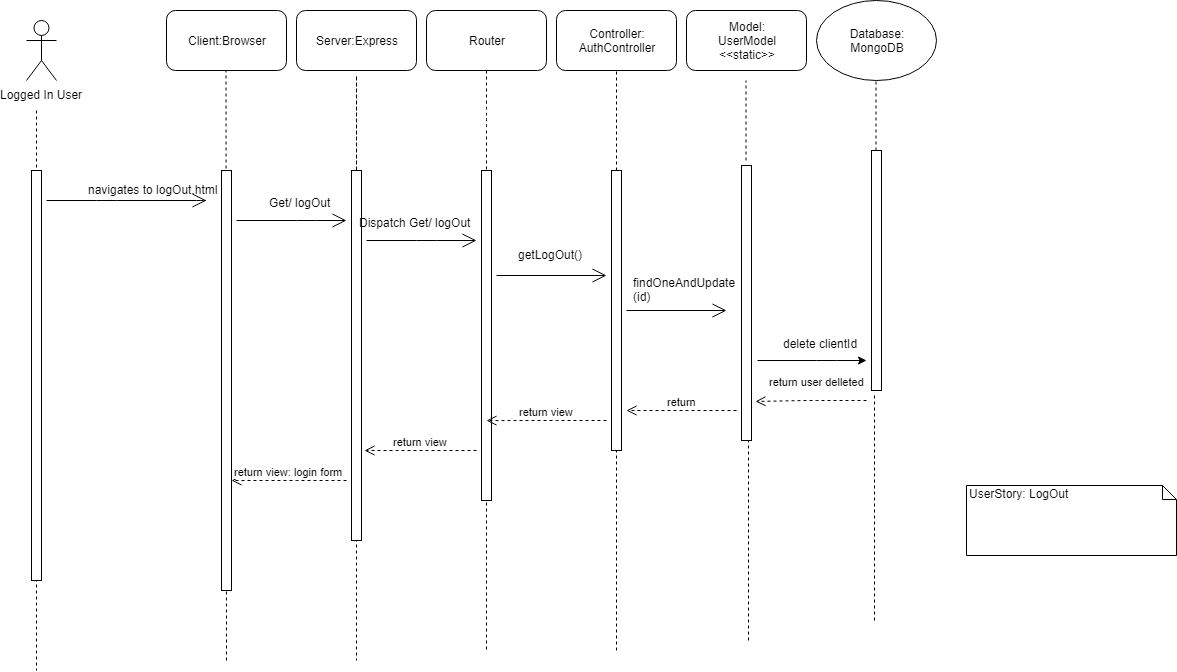 Client:Browser
Server:Express
Router
Controller:
AuthController
Model:
UserModel
<<static>>
Database:
MongoDB
Logged In User
navigates to logOut.html
Get/ logOut
Dispatch Get/ logOut
getLogOut()
findOneAndUpdate
(id)
delete clientId
return user delleted
return
return view
return view
return view: login form
UserStory: LogOut